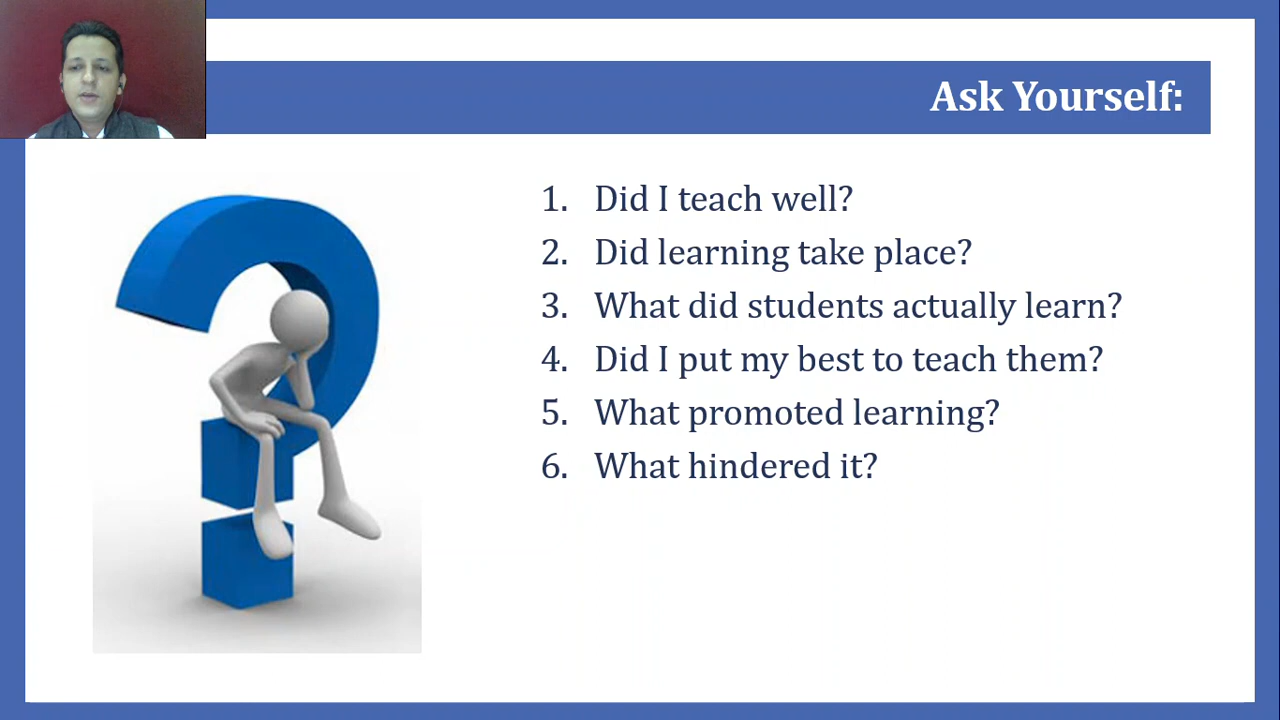 Ask Yourself:
1. Did I teach well?
2. Did learning take place?
3. What did students actually learn?
4. Did I put my best to teach them?
5. What promoted learning?
6. What hindered it?